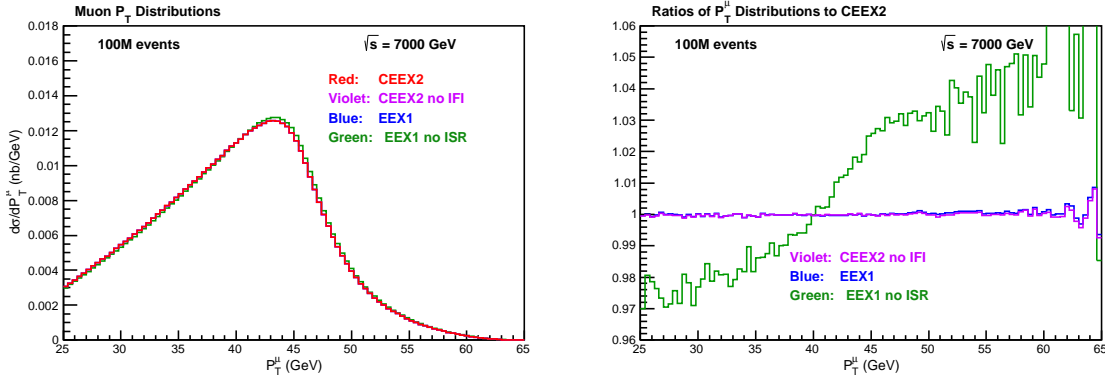 Muon P_T Distributions
100M events
√s = 7000 GeV
Red: CEEX2
Violet: CEEX2 no IFI
Blue: EEX1
Green: EEX1 no ISR
dσ/dP_T^μ (nb/GeV)
0.018
0.016
0.014
0.012
0.01
0.008
0.006
0.004
0.002
0
25 30 35 40 45 50 55 60 65
P_T^μ (GeV)
Ratios of P_T^μ Distributions to CEEX2
100M events
√s = 7000 GeV
1.06
1.05
1.04
1.03
1.02
1.01
1
0.99
0.98
0.97
0.96
Violet: CEEX2 no IFI
Blue: EEX1
Green: EEX1 no ISR
25 30 35 40 45 50 55 60 65
P_T^μ (GeV)